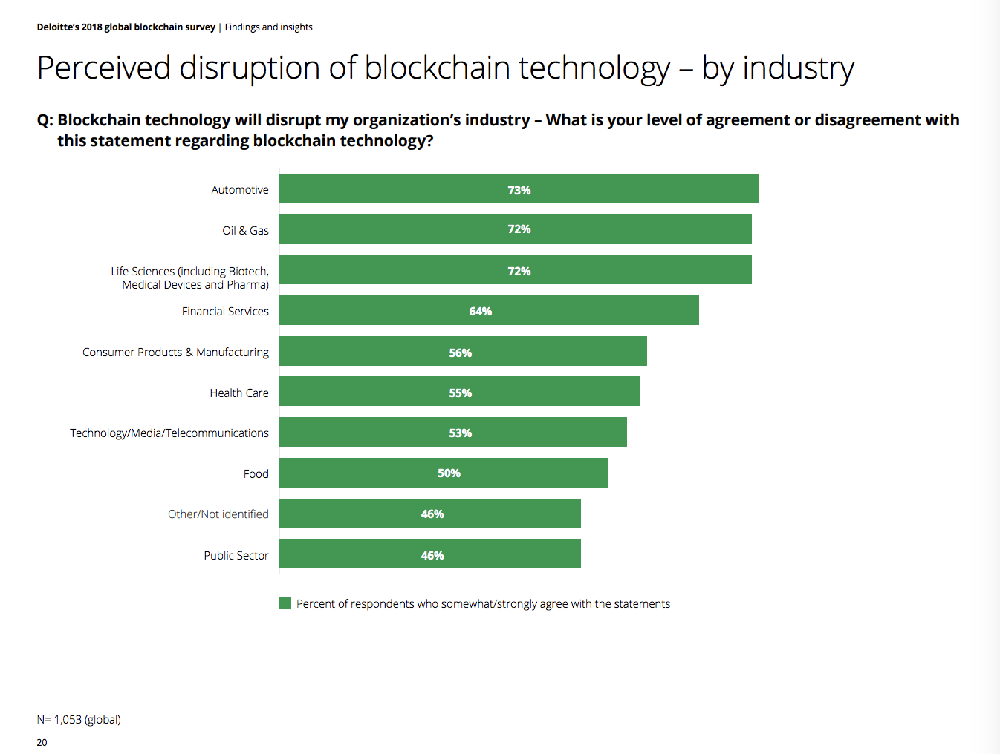 Deloitte’s 2018 global blockchain survey | Findings and insights
Perceived disruption of blockchain technology – by industry
Q: Blockchain technology will disrupt my organization’s industry – What is your level of agreement or disagreement with
this statement regarding blockchain technology?
Automotive 73%
Oil & Gas 72%
Life Sciences (including Biotech,
Medical Devices and Pharma) 72%
Financial Services 64%
Consumer Products & Manufacturing 56%
Health Care 55%
Technology/Media/Telecommunications 53%
Food 50%
Other/Not identified 46%
Public Sector 46%
Percent of respondents who somewhat/strongly agree with the statements
N= 1,053 (global)
20